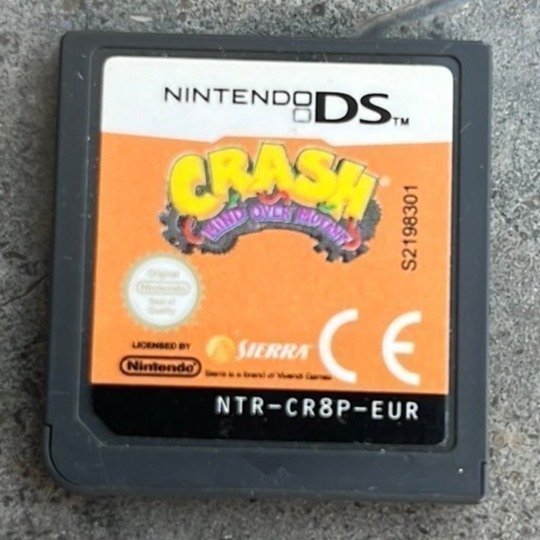 NINTENDO DS™
CRASH
MIND OVER MUTANT
S2198301
Original
Nintendo
Seal of
Quality
LICENSED BY
Nintendo
SIERRA
Sierra is a brand of Vivendi Games
CE
NTR-CR8P-EUR